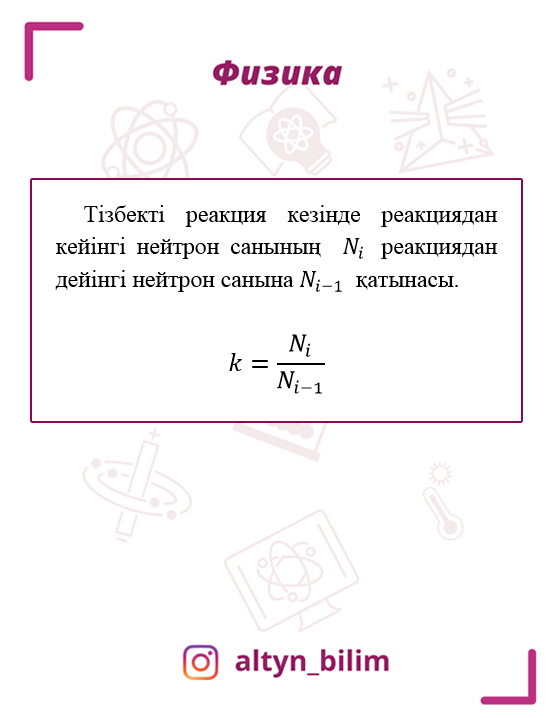 Физика
Тізбекті реакция кезінде реакциядан
кейінгі нейтрон санының N_i реакциядан
дейінгі нейтрон санына N_{i−1} қатынасы.
k = N_i / N_{i−1}
altyn_bilim